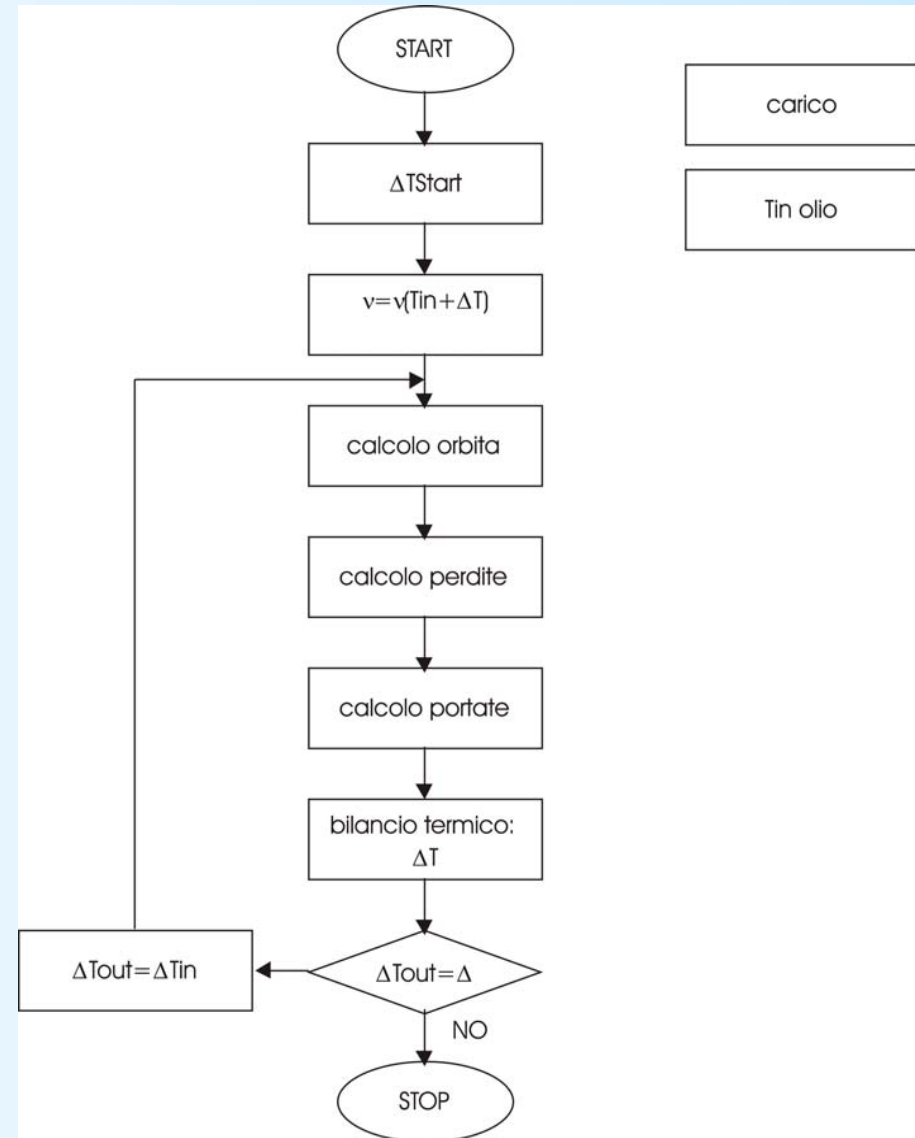 START
carico
ΔTStart
Tin olio
ν=ν(Tin+ΔT)
calcolo orbita
calcolo perdite
calcolo portate
bilancio termico:
ΔT
ΔTout=ΔTin
ΔTout=Δ
NO
STOP